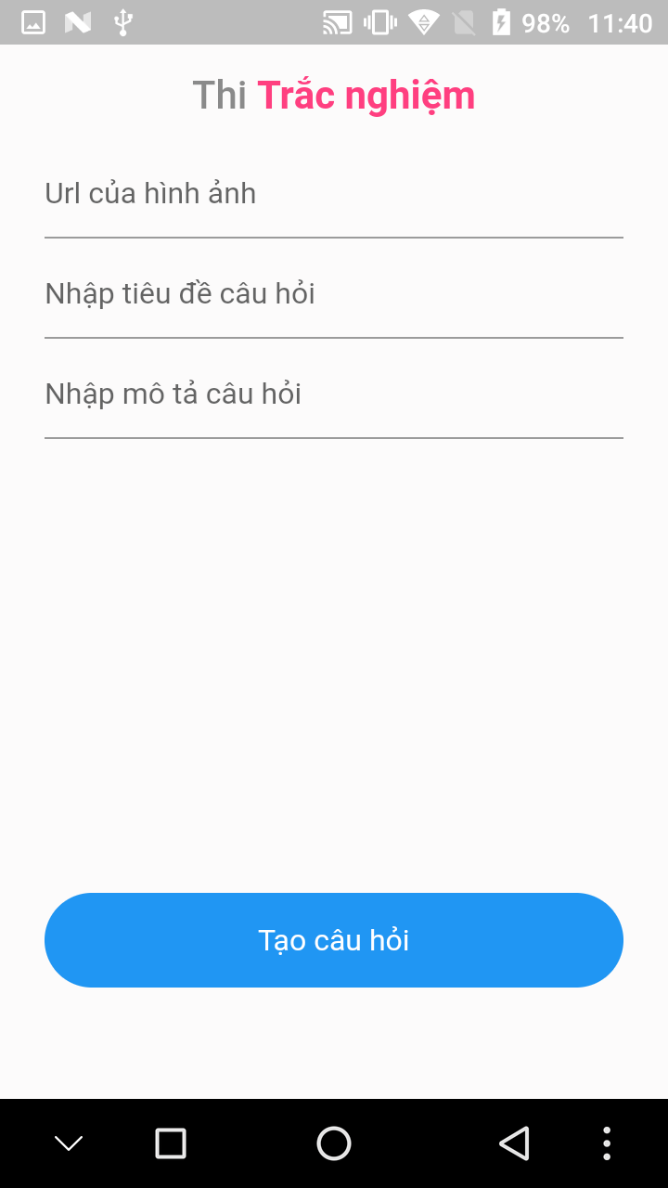 98% 11:40
Thi Trắc nghiệm
Url của hình ảnh
Nhập tiêu đề câu hỏi
Nhập mô tả câu hỏi
Tạo câu hỏi